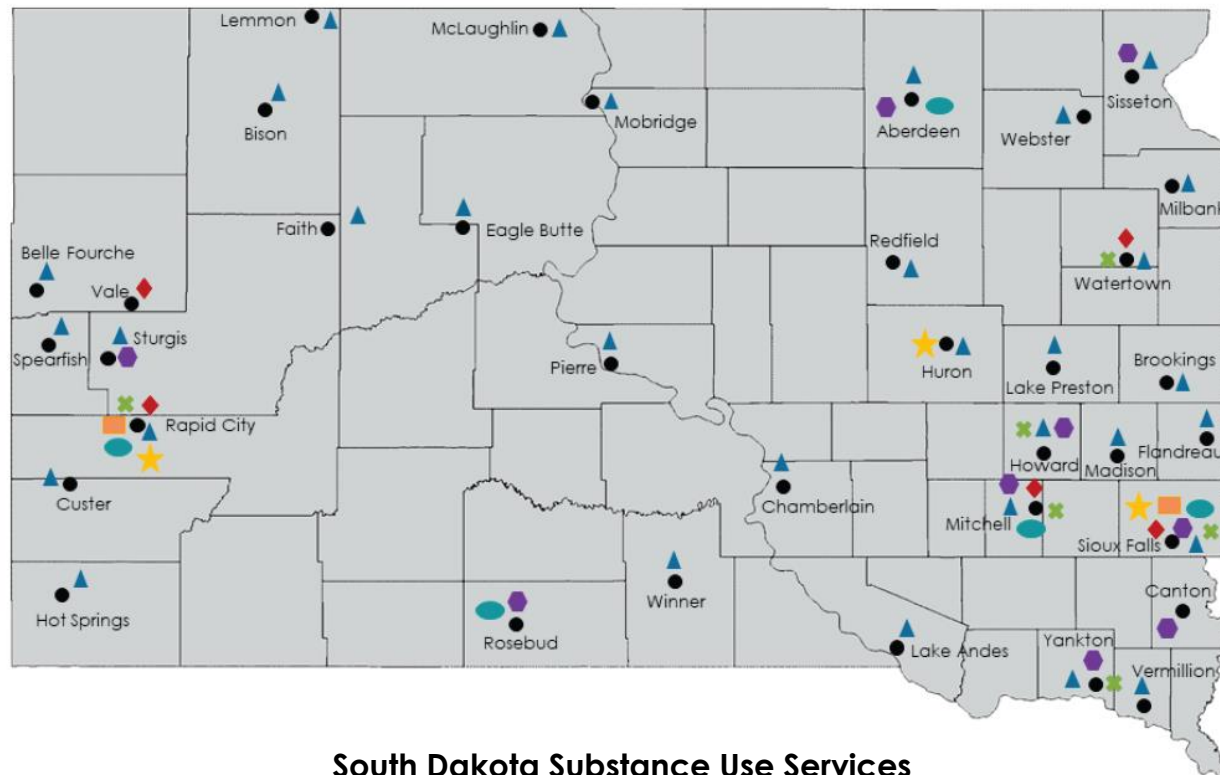 Lemmon
McLaughlin
Sisseton
Bison
Mobridge
Aberdeen
Webster
Milbank
Faith
Eagle Butte
Redfield
Belle Fourche
Vale
Watertown
Sturgis
Spearfish
Pierre
Huron
Lake Preston
Brookings
Rapid City
Howard
Madison
Flandreau
Custer
Chamberlain
Mitchell
Sioux Falls
Hot Springs
Winner
Canton
Rosebud
Lake Andes
Yankton
Vermillion
South Dakota Substance Use Services